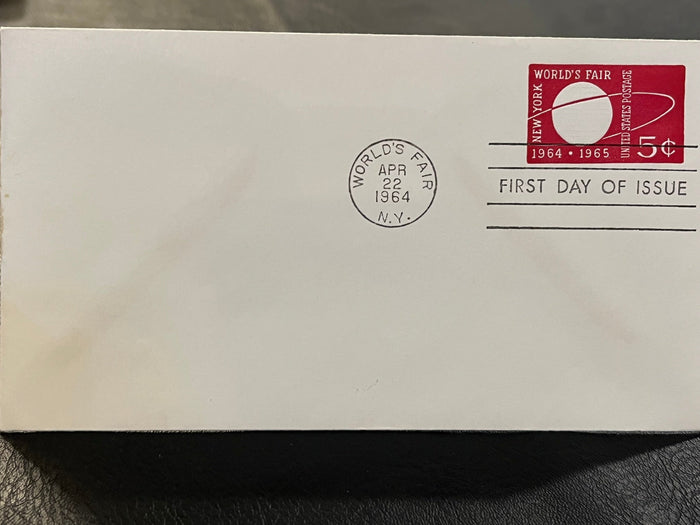 WORLD'S FAIR
NEW YORK
UNITED STATES POSTAGE
1964 • 1965
5¢
WORLD'S FAIR
APR
22
1964
N.Y.
FIRST DAY OF ISSUE